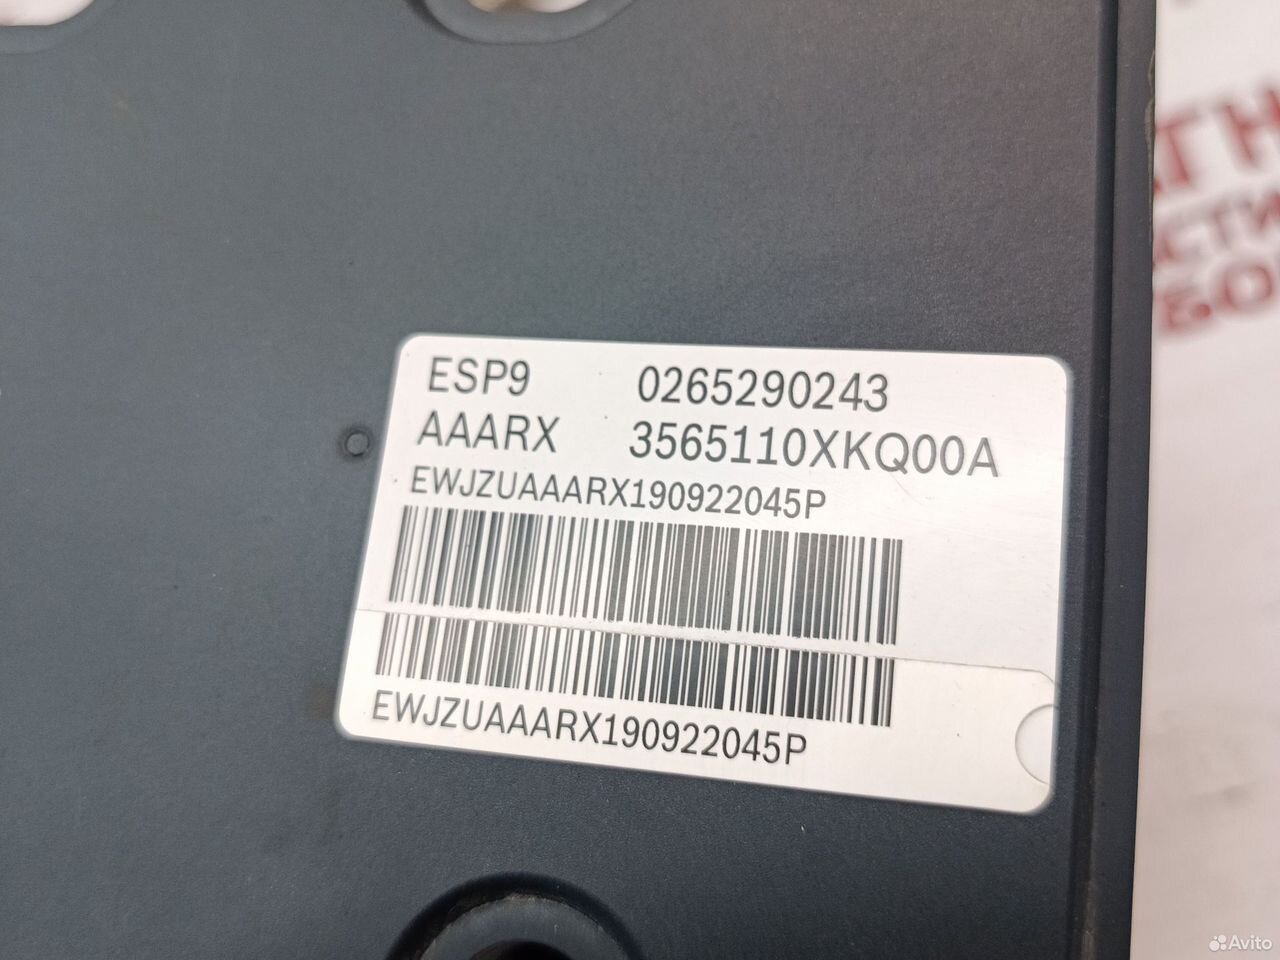 ESP9 0265290243
AAARX 3565110XKQ00A
EWJZUAAARX190922045P
EWJZUAAARX190922045P
Avito